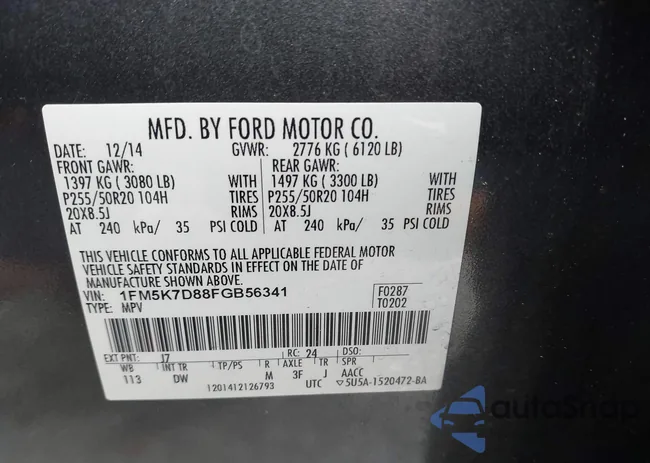 MFD. BY FORD MOTOR CO.
DATE: 12/14 GVWR: 2776 KG ( 6120 LB)
FRONT GAWR: REAR GAWR:
1397 KG ( 3080 LB) WITH 1497 KG ( 3300 LB) WITH
P255/50R20 104H TIRES P255/50R20 104H TIRES
20X8.5J RIMS 20X8.5J RIMS
AT 240 kPa/ 35 PSI COLD AT 240 kPa/ 35 PSI COLD
THIS VEHICLE CONFORMS TO ALL APPLICABLE FEDERAL MOTOR
VEHICLE SAFETY STANDARDS IN EFFECT ON THE DATE OF
MANUFACTURE SHOWN ABOVE.
VIN: 1FM5K7D88FGB56341 F0287
TYPE: MPV T0202
EXT PNT: J7 RC: 24 DSO:
WB INT TR TP/PS R AXLE TR SPR
113 DW M 3F J AACC
1201412126793 UTC ▽5U5A-1520472-BA
autoSnap